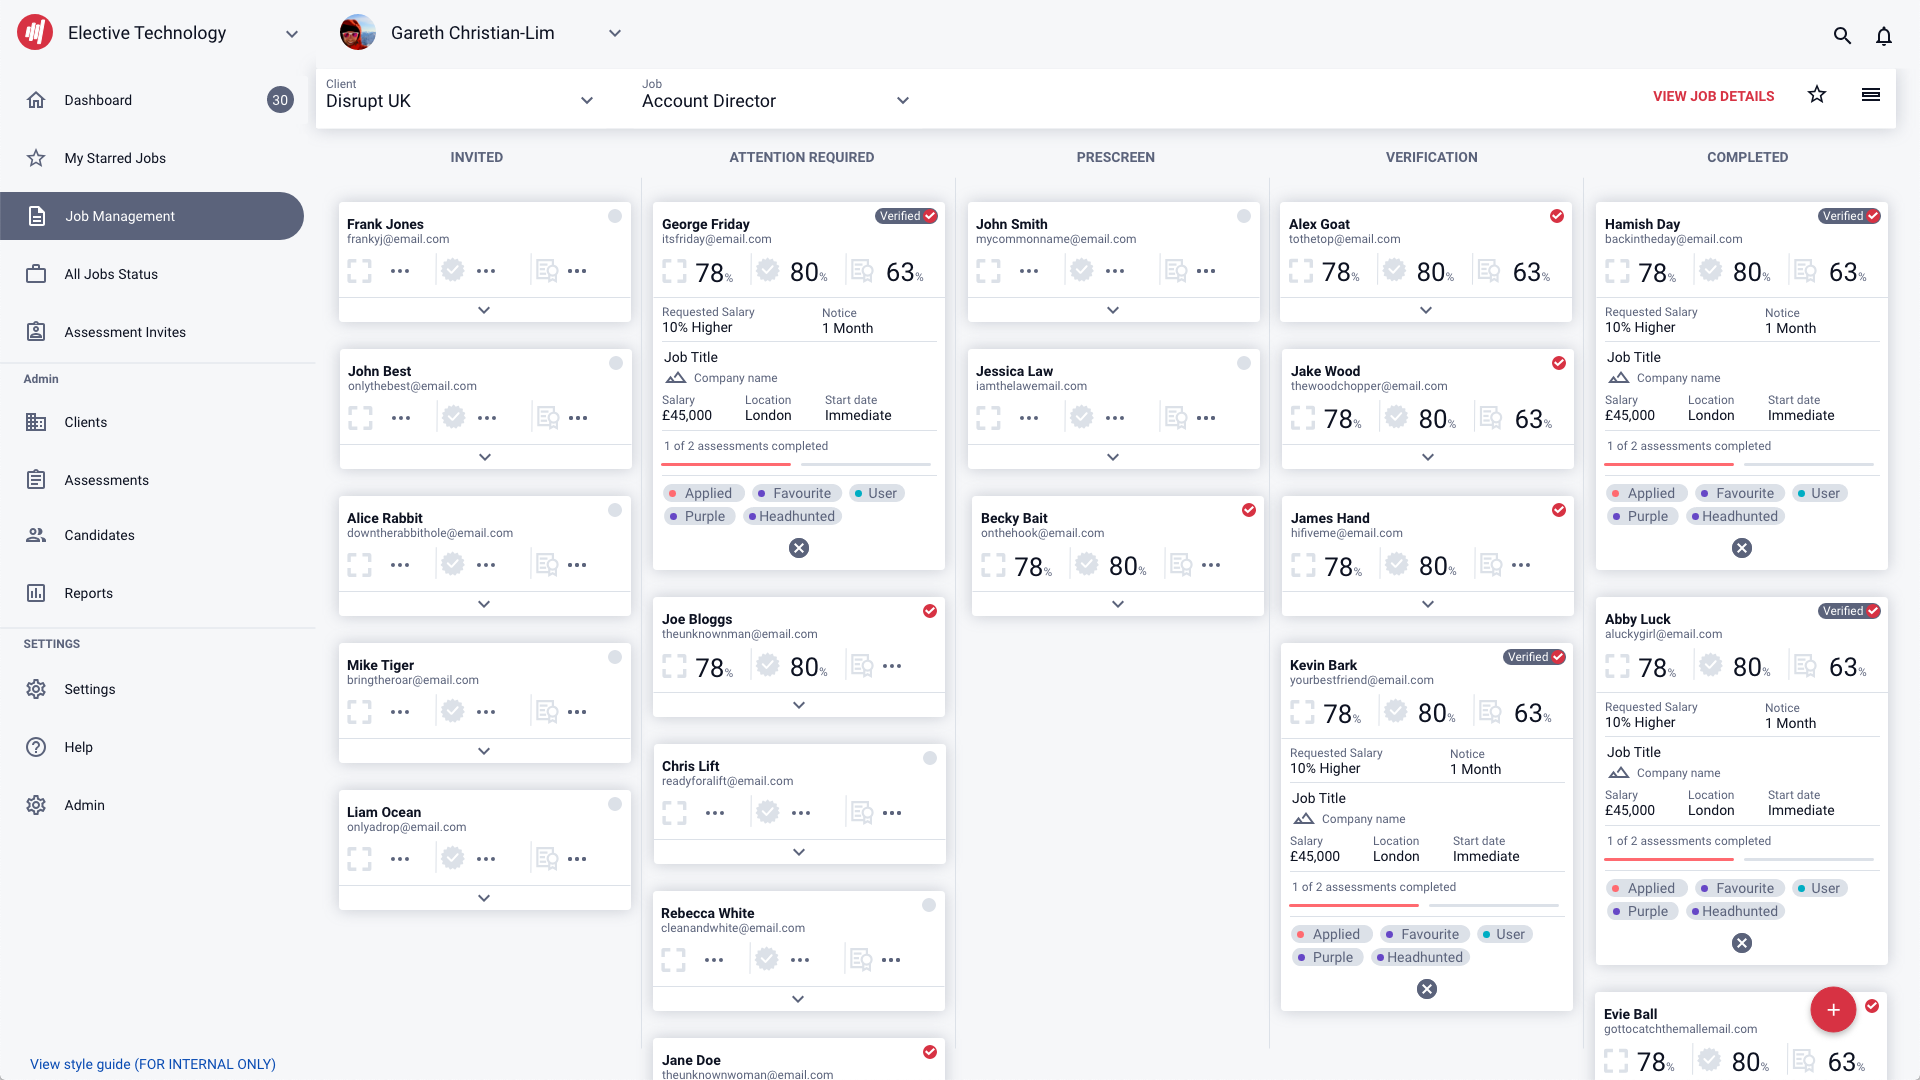 Elective Technology
Gareth Christian-Lim
Dashboard
30
My Starred Jobs
Job Management
All Jobs Status
Assessment Invites
Admin
Clients
Assessments
Candidates
Reports
SETTINGS
Settings
Help
Admin
View style guide (FOR INTERNAL ONLY)
Client
Disrupt UK
Job
Account Director
VIEW JOB DETAILS
INVITED
Frank Jones
frankyj@email.com
John Best
onlythebest@email.com
Alice Rabbit
downtherabbithole@email.com
Mike Tiger
bringtheroar@email.com
Liam Ocean
onlyadrop@email.com
ATTENTION REQUIRED
Verified
George Friday
itsfriday@email.com
78% 80% 63%
Requested Salary Notice
10% Higher 1 Month
Job Title
Company name
Salary Location Start date
£45,000 London Immediate
1 of 2 assessments completed
Applied Favourite User
Purple Headhunted
Joe Bloggs
theunknownman@email.com
78% 80%
Chris Lift
readyforalift@email.com
Rebecca White
cleanandwhite@email.com
Jane Doe
theunknownwoman@email.com
PRESCREEN
John Smith
mycommonname@email.com
Jessica Law
iamthelawemail.com
Becky Bait
onthehook@email.com
78% 80%
VERIFICATION
Alex Goat
tothetop@email.com
78% 80% 63%
Jake Wood
thewoodchopper@email.com
78% 80% 63%
James Hand
hifiveme@email.com
78% 80%
Verified
Kevin Bark
yourbestfriend@email.com
78% 80% 63%
Requested Salary Notice
10% Higher 1 Month
Job Title
Company name
Salary Location Start date
£45,000 London Immediate
1 of 2 assessments completed
Applied Favourite User
Purple Headhunted
COMPLETED
Verified
Hamish Day
backintheday@email.com
78% 80% 63%
Requested Salary Notice
10% Higher 1 Month
Job Title
Company name
Salary Location Start date
£45,000 London Immediate
1 of 2 assessments completed
Applied Favourite User
Purple Headhunted
Verified
Abby Luck
aluckygirl@email.com
78% 80% 63%
Requested Salary Notice
10% Higher 1 Month
Job Title
Company name
Salary Location Start date
£45,000 London Immediate
1 of 2 assessments completed
Applied Favourite User
Purple Headhunted
Evie Ball
gottocatchthemallemail.com
78% 80% 63%